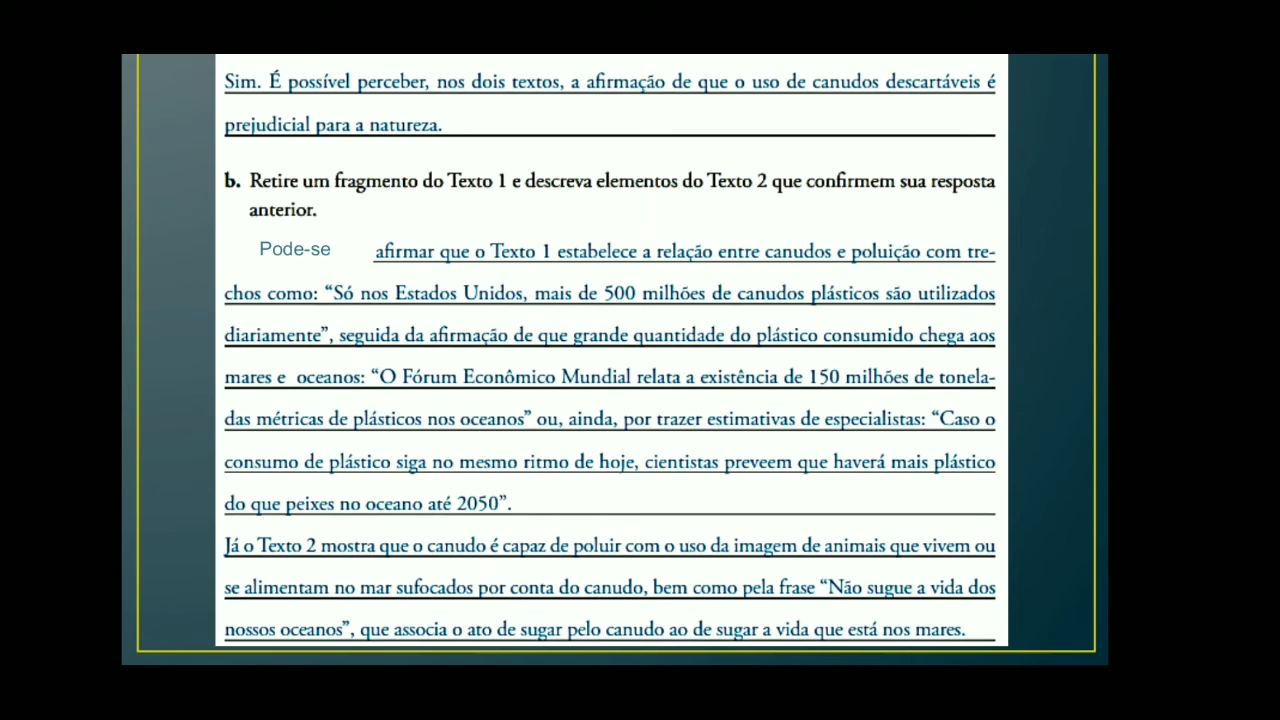 Sim. É possível perceber, nos dois textos, a afirmação de que o uso de canudos descartáveis é
prejudicial para a natureza.
b. Retire um fragmento do Texto 1 e descreva elementos do Texto 2 que confirmem sua resposta
anterior.
Pode-se afirmar que o Texto 1 estabelece a relação entre canudos e poluição com tre-
chos como: “Só nos Estados Unidos, mais de 500 milhões de canudos plásticos são utilizados
diariamente”, seguida da afirmação de que grande quantidade do plástico consumido chega aos
mares e oceanos: “O Fórum Econômico Mundial relata a existência de 150 milhões de tonela-
das métricas de plásticos nos oceanos” ou, ainda, por trazer estimativas de especialistas: “Caso o
consumo de plástico siga no mesmo ritmo de hoje, cientistas preveem que haverá mais plástico
do que peixes no oceano até 2050”.
Já o Texto 2 mostra que o canudo é capaz de poluir com o uso da imagem de animais que vivem ou
se alimentam no mar sufocados por conta do canudo, bem como pela frase “Não sugue a vida dos
nossos oceanos”, que associa o ato de sugar pelo canudo ao de sugar a vida que está nos mares.